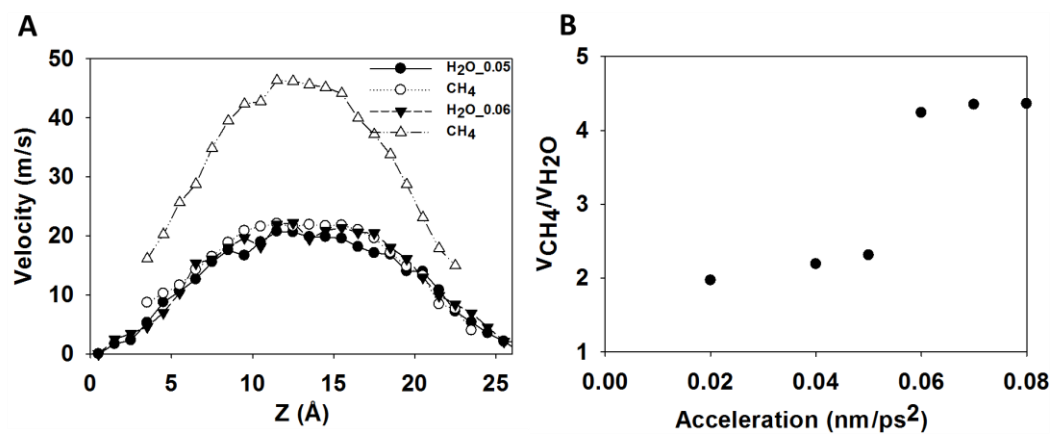 A
Velocity (m/s)
50
40
30
20
10
0
H₂O_0.05
CH₄
H₂O_0.06
CH₄
0 5 10 15 20 25
Z (Å)
B
VCH₄/VH₂O
5
4
3
2
1
0.00 0.02 0.04 0.06 0.08
Acceleration (nm/ps²)